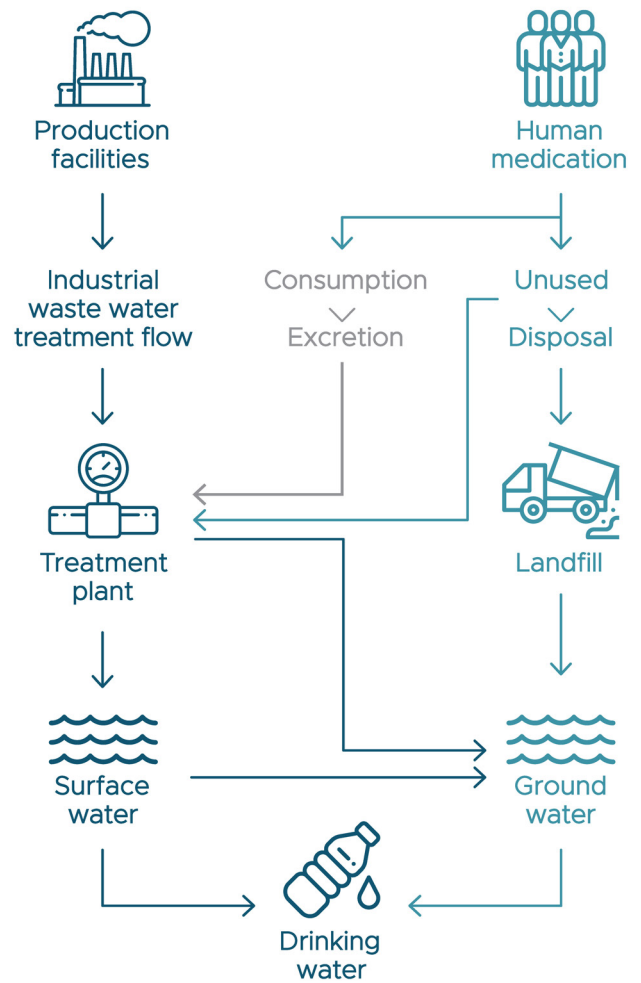 Production
facilities
Human
medication
Industrial
waste water
treatment flow
Consumption
Excretion
Unused
Disposal
Treatment
plant
Landfill
Surface
water
Ground
water
Drinking
water